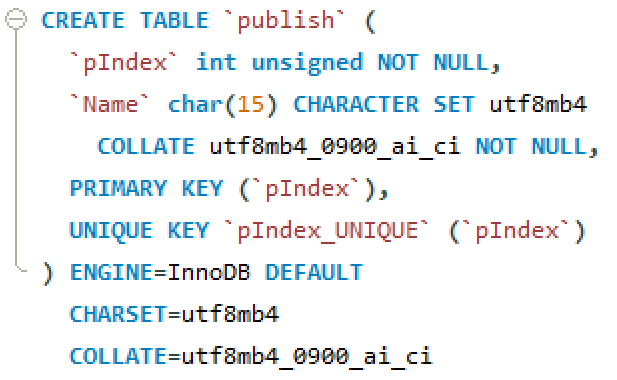 CREATE TABLE `publish` (
`pIndex` int unsigned NOT NULL,
`Name` char(15) CHARACTER SET utf8mb4
COLLATE utf8mb4_0900_ai_ci NOT NULL,
PRIMARY KEY (`pIndex`),
UNIQUE KEY `pIndex_UNIQUE` (`pIndex`)
) ENGINE=InnoDB DEFAULT
CHARSET=utf8mb4
COLLATE=utf8mb4_0900_ai_ci